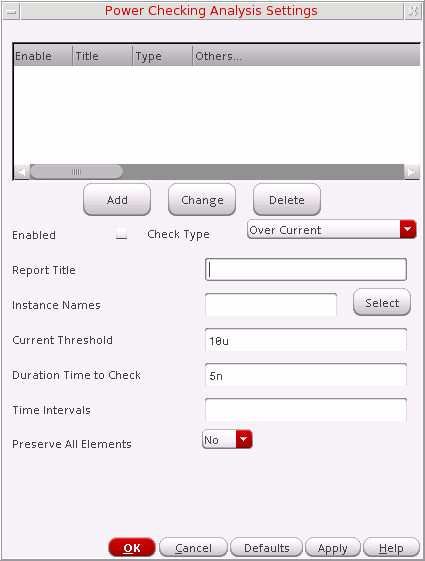 Power Checking Analysis Settings
Enable Title Type Others...
Add Change Delete
Enabled Check Type Over Current
Report Title
Instance Names Select
Current Threshold 10u
Duration Time to Check 5n
Time Intervals
Preserve All Elements No
OK Cancel Defaults Apply Help